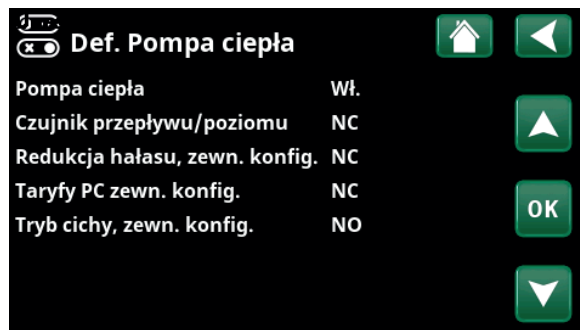 Def. Pompa ciepła
Pompa ciepła Wł.
Czujnik przepływu/poziomu NC
Redukcja hałasu, zewn. konfig. NC
Taryfy PC zewn. konfig. NC
Tryb cichy, zewn. konfig. NO
OK